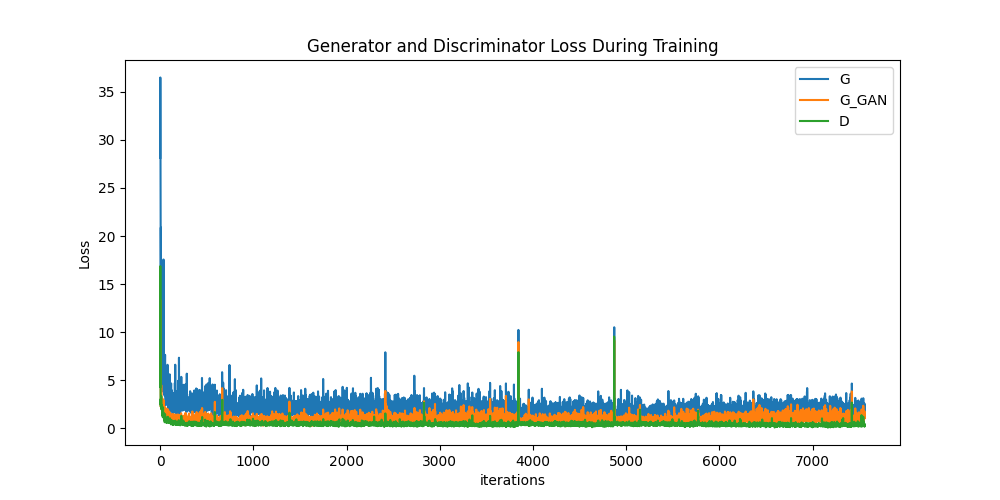 Generator and Discriminator Loss During Training
G
G_GAN
D
Loss
35
30
25
20
15
10
5
0
0 1000 2000 3000 4000 5000 6000 7000
iterations